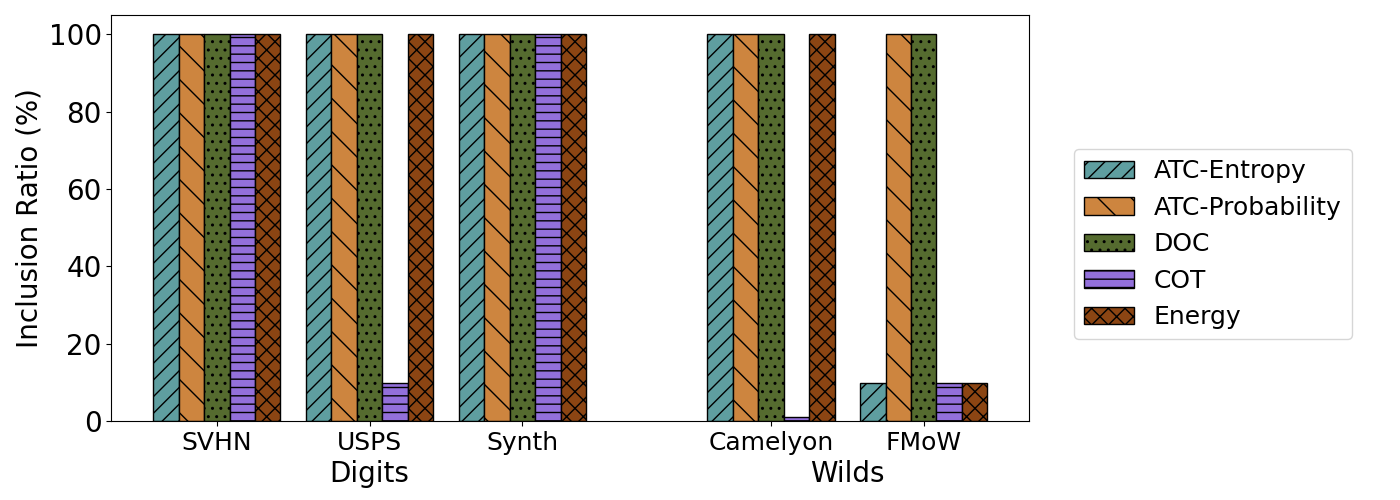 Inclusion Ratio (%)
100
80
60
40
20
0
SVHN
USPS
Synth
Camelyon
FMoW
Digits
Wilds
ATC-Entropy
ATC-Probability
DOC
COT
Energy